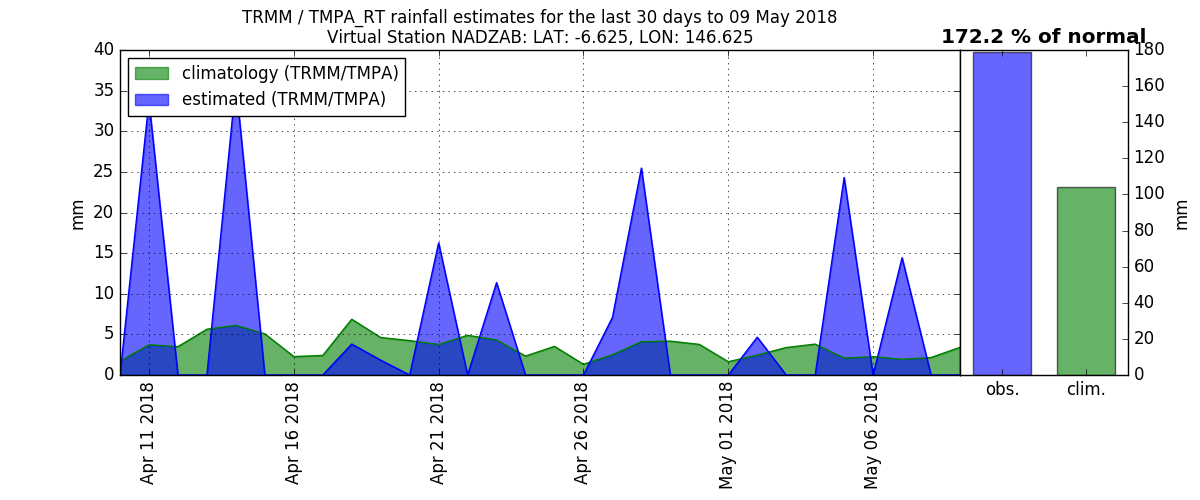 TRMM / TMPA_RT rainfall estimates for the last 30 days to 09 May 2018
Virtual Station NADZAB: LAT: -6.625, LON: 146.625
172.2 % of normal
climatology (TRMM/TMPA)
estimated (TRMM/TMPA)
mm
40
35
30
25
20
15
10
5
0
Apr 11 2018
Apr 16 2018
Apr 21 2018
Apr 26 2018
May 01 2018
May 06 2018
180
160
140
120
100
80
60
40
20
0
mm
obs.
clim.